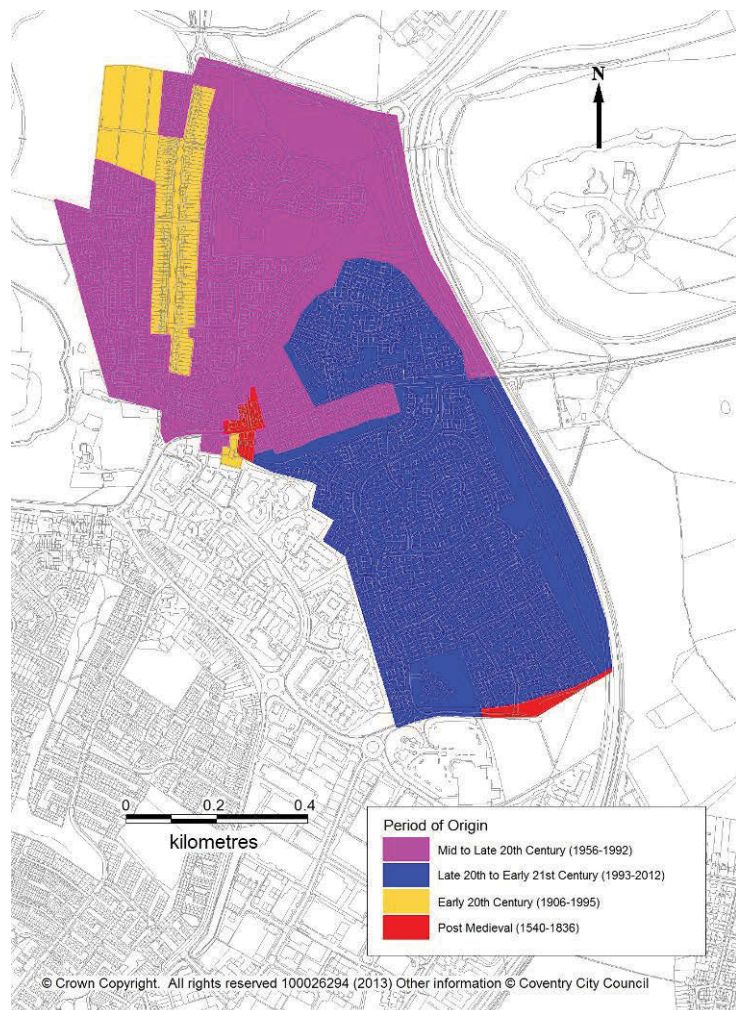 N
0 0.2 0.4
kilometres
Period of Origin
Mid to Late 20th Century (1956-1992)
Late 20th to Early 21st Century (1993-2012)
Early 20th Century (1906-1995)
Post Medieval (1540-1836)
© Crown Copyright. All rights reserved 100026294 (2013) Other information © Coventry City Council